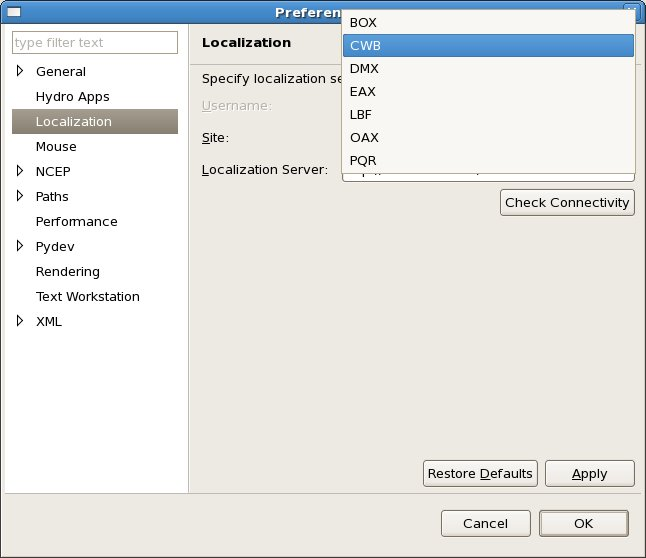 Preferen
type filter text
General
Hydro Apps
Localization
Mouse
NCEP
Paths
Performance
Pydev
Rendering
Text Workstation
XML
Localization
Specify localization se
Username:
Site:
Localization Server:
BOX
CWB
DMX
EAX
LBF
OAX
PQR
Check Connectivity
Restore Defaults
Apply
Cancel
OK